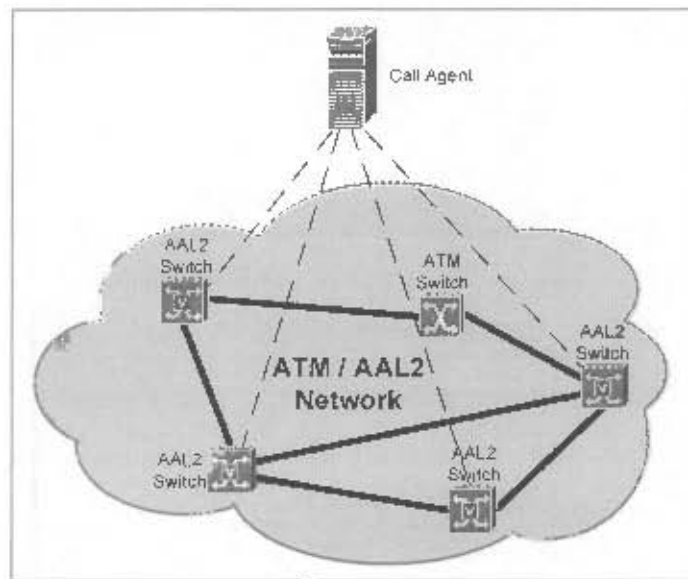 Call Agent
AAL2
Switch
ATM
Switch
AAL2
Switch
ATM / AAL2
Network
AAL2
Switch
AAL2
Switch